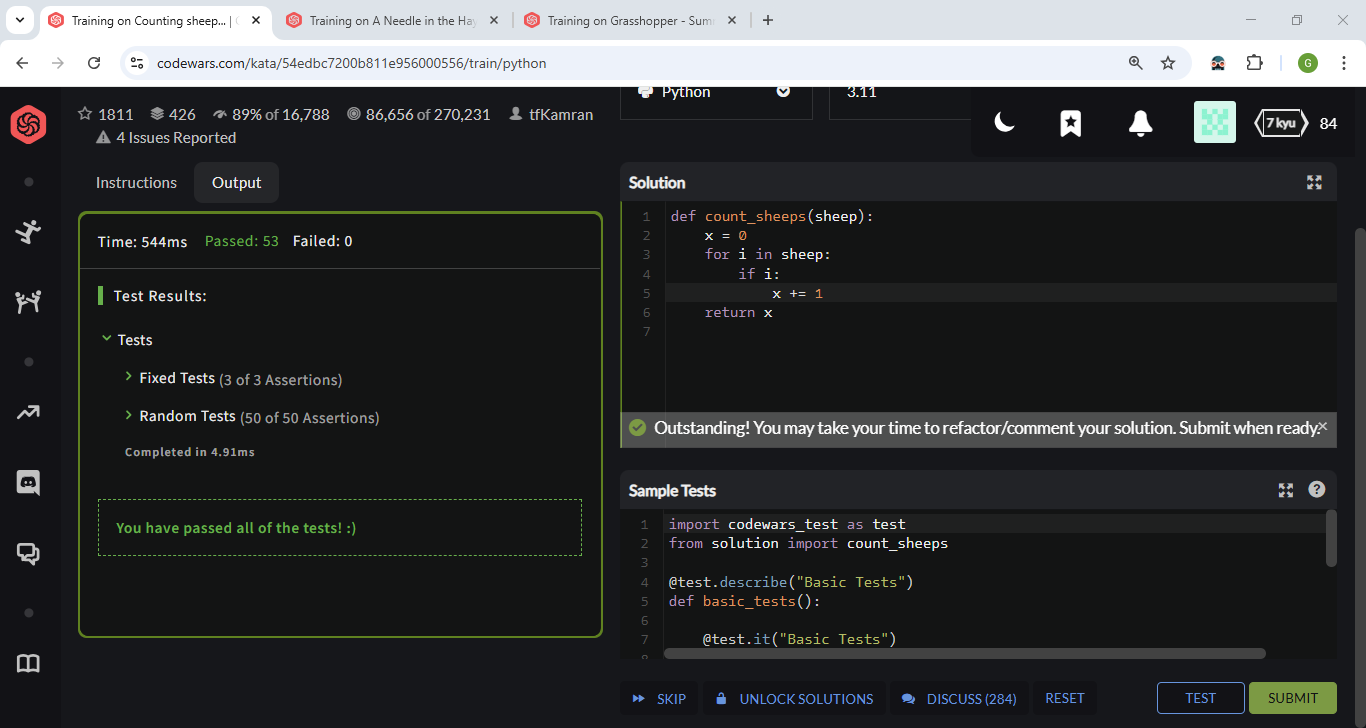 Training on Counting sheep... |
Training on A Needle in the Hay
Training on Grasshopper - Sum
codewars.com/kata/54edbc7200b811e956000556/train/python
G
1811 426 89% of 16,788 86,656 of 270,231 tfKamran
4 Issues Reported
Python
3.11
7 kyu
84
Instructions
Output
Time: 544ms Passed: 53 Failed: 0
Test Results:
Tests
Fixed Tests (3 of 3 Assertions)
Random Tests (50 of 50 Assertions)
Completed in 4.91ms
You have passed all of the tests! :)
Solution
1 def count_sheeps(sheep):
2 x = 0
3 for i in sheep:
4 if i:
5 x += 1
6 return x
7
Outstanding! You may take your time to refactor/comment your solution. Submit when ready.
Sample Tests
1 import codewars_test as test
2 from solution import count_sheeps
3
4 @test.describe("Basic Tests")
5 def basic_tests():
6
7 @test.it("Basic Tests")
8
SKIP
UNLOCK SOLUTIONS
DISCUSS (284)
RESET
TEST
SUBMIT